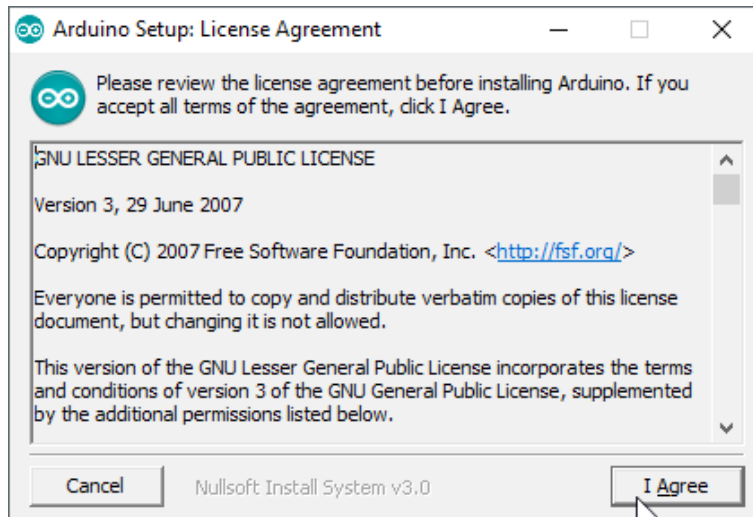 Arduino Setup: License Agreement
Please review the license agreement before installing Arduino. If you
accept all terms of the agreement, click I Agree.
GNU LESSER GENERAL PUBLIC LICENSE
Version 3, 29 June 2007
Copyright (C) 2007 Free Software Foundation, Inc. <http://fsf.org/>
Everyone is permitted to copy and distribute verbatim copies of this license
document, but changing it is not allowed.
This version of the GNU Lesser General Public License incorporates the terms
and conditions of version 3 of the GNU General Public License, supplemented
by the additional permissions listed below.
Cancel Nullsoft Install System v3.0 I Agree